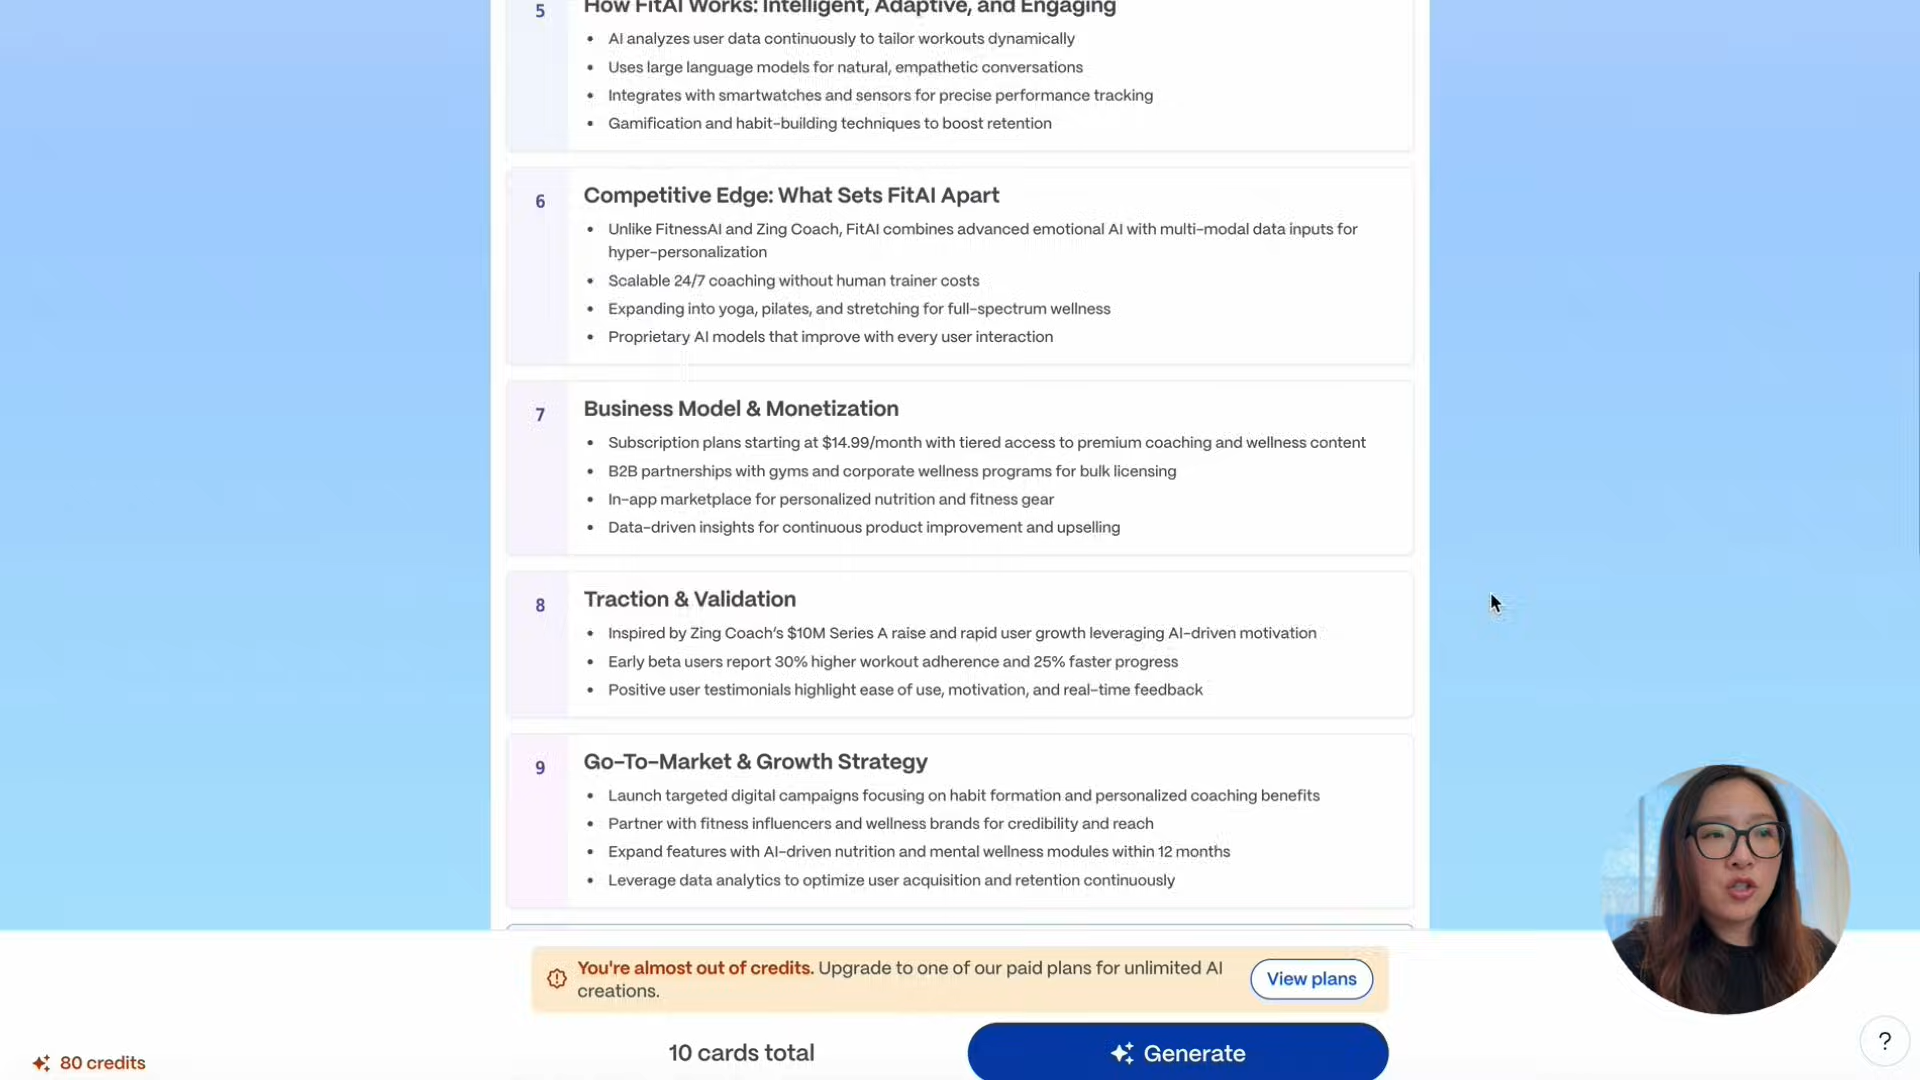 5
How FitAI Works: Intelligent, Adaptive, and Engaging
• AI analyzes user data continuously to tailor workouts dynamically
• Uses large language models for natural, empathetic conversations
• Integrates with smartwatches and sensors for precise performance tracking
• Gamification and habit-building techniques to boost retention
6
Competitive Edge: What Sets FitAI Apart
• Unlike FitnessAI and Zing Coach, FitAI combines advanced emotional AI with multi-modal data inputs for
hyper-personalization
• Scalable 24/7 coaching without human trainer costs
• Expanding into yoga, pilates, and stretching for full-spectrum wellness
• Proprietary AI models that improve with every user interaction
7
Business Model & Monetization
• Subscription plans starting at $14.99/month with tiered access to premium coaching and wellness content
• B2B partnerships with gyms and corporate wellness programs for bulk licensing
• In-app marketplace for personalized nutrition and fitness gear
• Data-driven insights for continuous product improvement and upselling
8
Traction & Validation
• Inspired by Zing Coach's $10M Series A raise and rapid user growth leveraging AI-driven motivation
• Early beta users report 30% higher workout adherence and 25% faster progress
• Positive user testimonials highlight ease of use, motivation, and real-time feedback
9
Go-To-Market & Growth Strategy
• Launch targeted digital campaigns focusing on habit formation and personalized coaching benefits
• Partner with fitness influencers and wellness brands for credibility and reach
• Expand features with AI-driven nutrition and mental wellness modules within 12 months
• Leverage data analytics to optimize user acquisition and retention continuously
You're almost out of credits. Upgrade to one of our paid plans for unlimited AI
creations.
View plans
80 credits
10 cards total
Generate
?